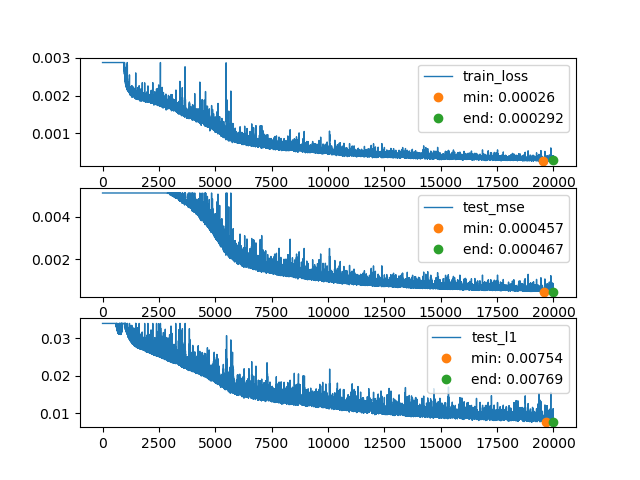 0.003
0.002
0.001
train_loss
min: 0.00026
end: 0.000292
0 2500 5000 7500 10000 12500 15000 17500 20000
0.004
0.002
test_mse
min: 0.000457
end: 0.000467
0 2500 5000 7500 10000 12500 15000 17500 20000
0.03
0.02
0.01
test_l1
min: 0.00754
end: 0.00769
0 2500 5000 7500 10000 12500 15000 17500 20000